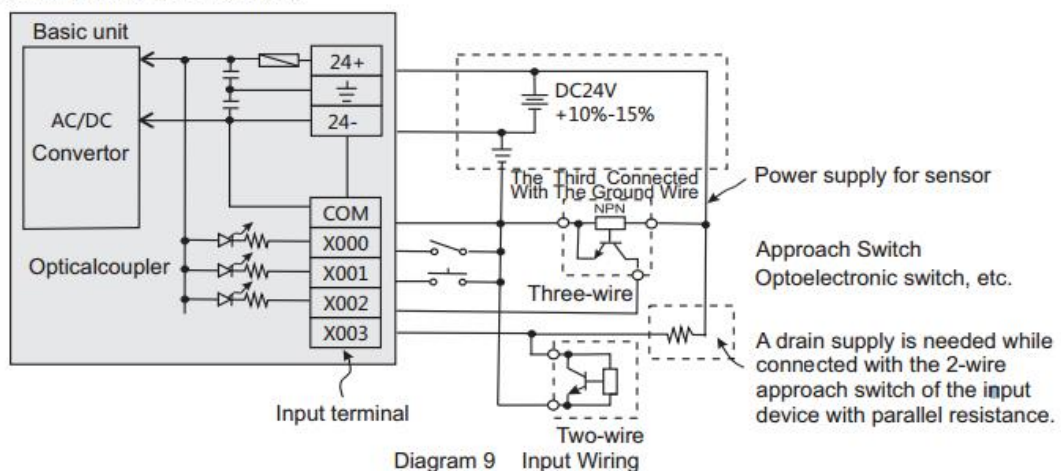 Basic unit
24+
24-
AC/DC
Convertor
DC24V
+10%-15%
The Third Connected
With The Ground Wire
NPN
Power supply for sensor
COM
X000
X001
X002
X003
Opticalcoupler
Three-wire
Approach Switch
Optoelectronic switch, etc.
A drain supply is needed while
connected with the 2-wire
approach switch of the input
device with parallel resistance.
Input terminal
Two-wire
Diagram 9 Input Wiring